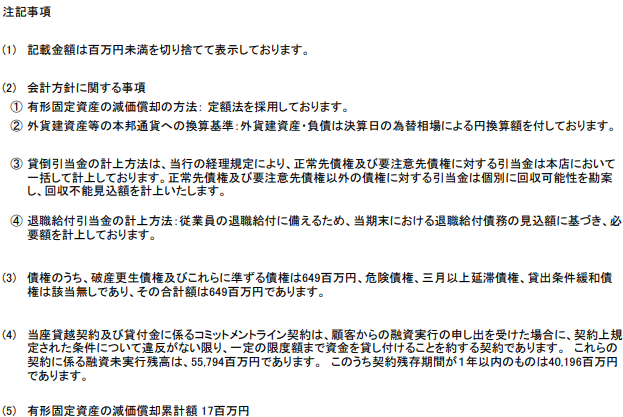 注記事項
(1) 記載金額は百万円未満を切り捨てて表示しております。
(2) 会計方針に関する事項
① 有形固定資産の減価償却の方法： 定額法を採用しております。
② 外貨建資産等の本邦通貨への換算基準：外貨建資産・負債は決算日の為替相場による円換算額を付しております。
③ 貸倒引当金の計上方法は、当行の経理規定により、正常先債権及び要注意先債権に対する引当金は本店において
一括して計上しております。正常先債権及び要注意先債権以外の債権に対する引当金は個別に回収可能性を勘案
し、回収不能見込額を計上いたします。
④ 退職給付引当金の計上方法：従業員の退職給付に備えるため、当期末における退職給付債務の見込額に基づき、必
要額を計上しております。
(3) 債権のうち、破産更生債権及びこれらに準ずる債権は649百万円、危険債権、三月以上延滞債権、貸出条件緩和債
権は該当無しであり、その合計額は649百万円であります。
(4) 当座貸越契約及び貸付金に係るコミットメントライン契約は、顧客からの融資実行の申し出を受けた場合に、契約上規
定された条件について違反がない限り、一定の限度額まで資金を貸し付けることを約する契約であります。 これらの
契約に係る融資未実行残高は、55,794百万円であります。 このうち契約残存期間が１年以内のものは40,196百万円
であります。
(5) 有形固定資産の減価償却累計額 17百万円